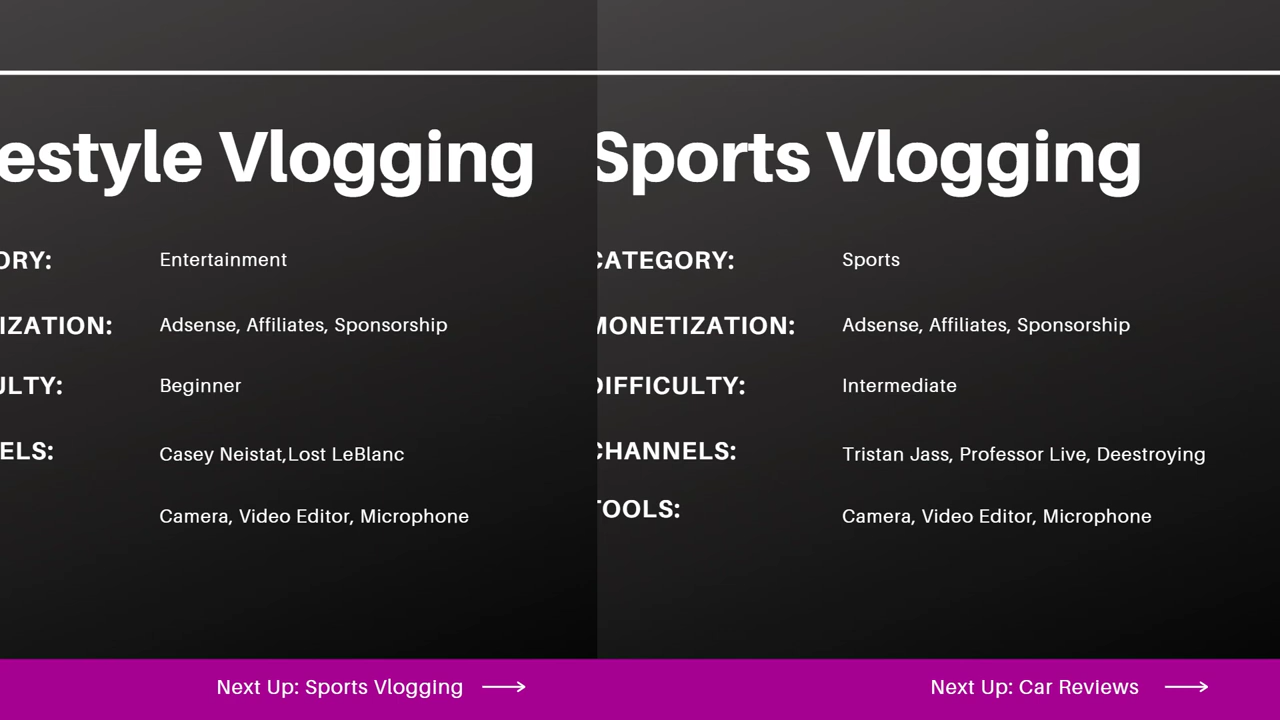 estyle Vlogging
ORY: Entertainment
IZATION: Adsense, Affiliates, Sponsorship
ULTY: Beginner
ELS: Casey Neistat,Lost LeBlanc
Camera, Video Editor, Microphone
Next Up: Sports Vlogging
Sports Vlogging
CATEGORY: Sports
MONETIZATION: Adsense, Affiliates, Sponsorship
DIFFICULTY: Intermediate
CHANNELS: Tristan Jass, Professor Live, Deestroying
TOOLS: Camera, Video Editor, Microphone
Next Up: Car Reviews